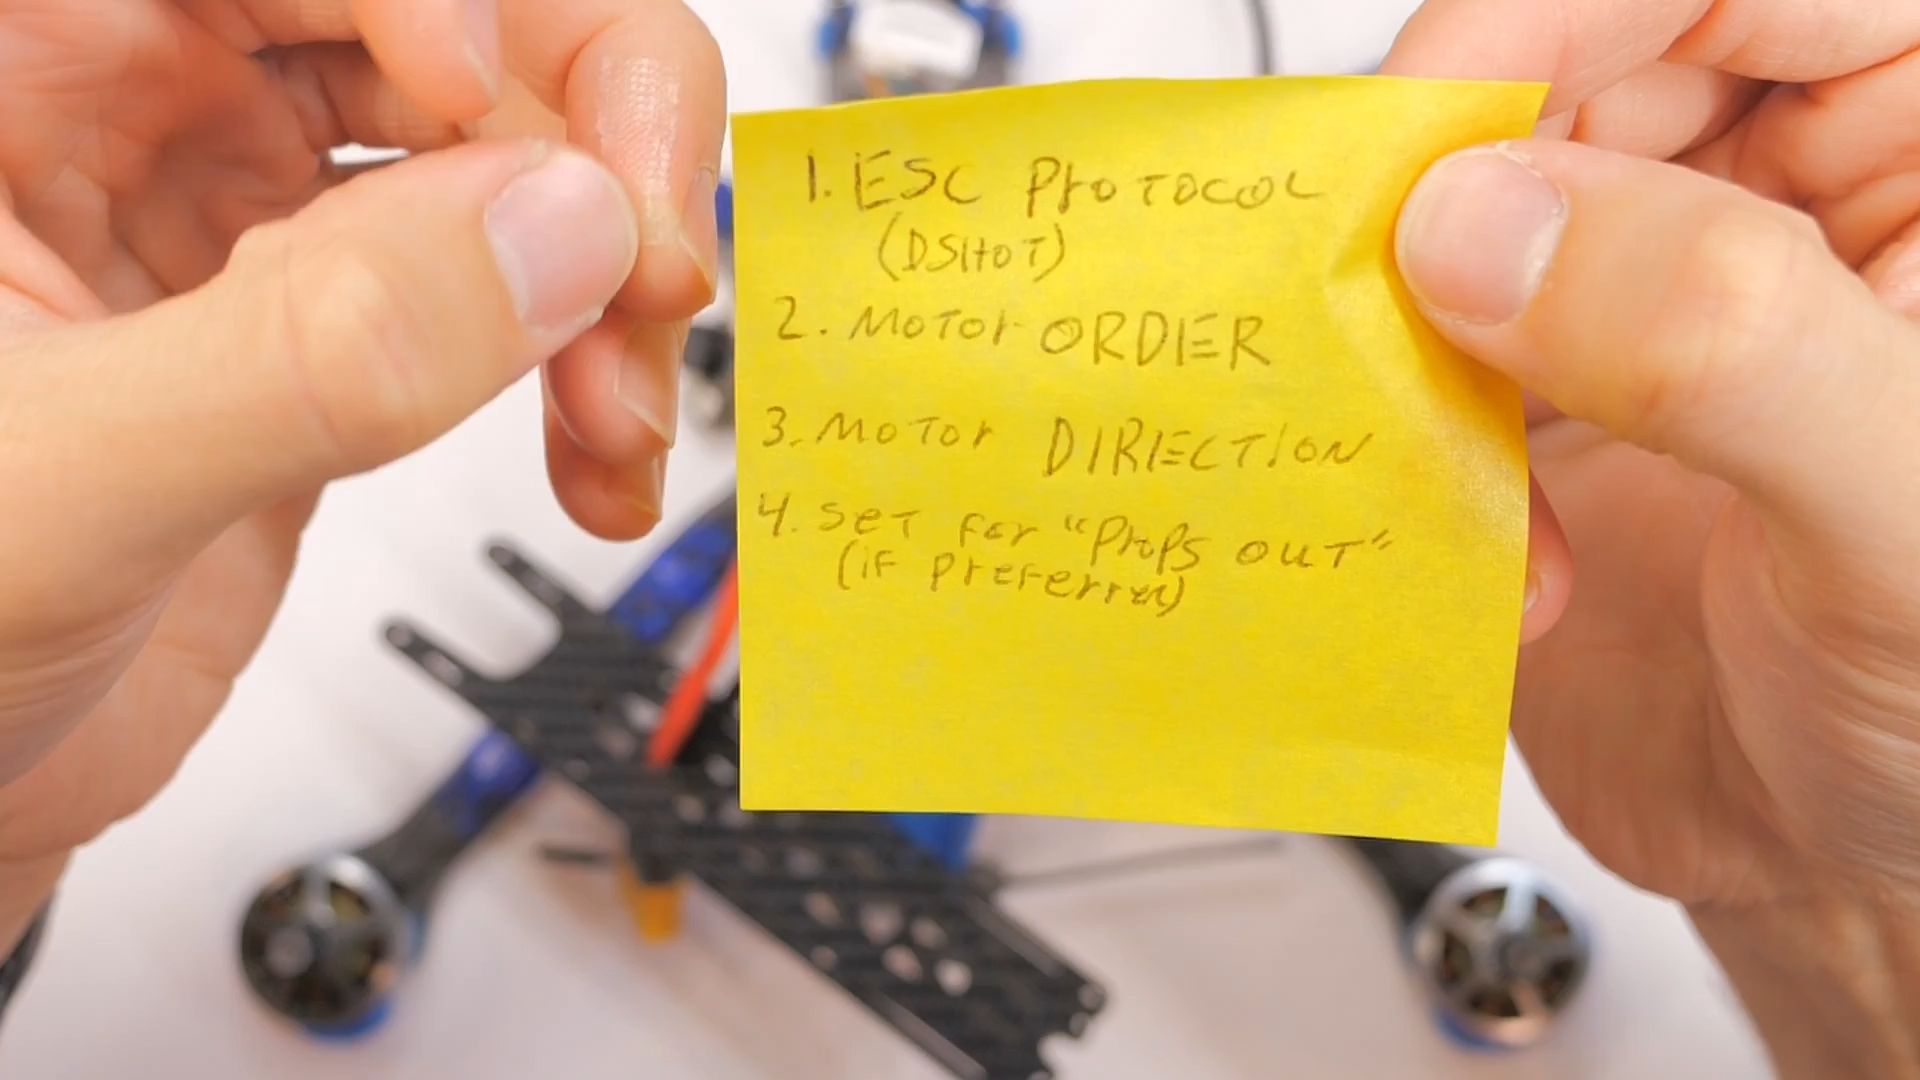 1. ESC ProTOCOL
(DSHOT)
2. MOTOr ORDER
3. MOTOr DIRECTION
4. SeT For "Props OUT"
(iF PreFerred)